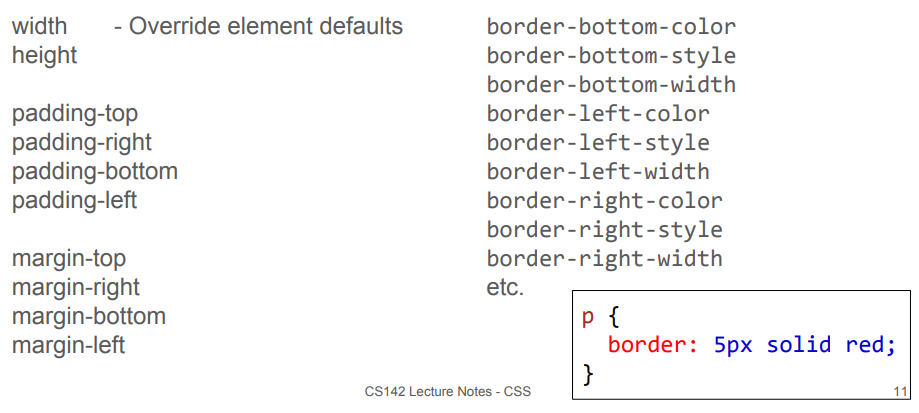 width - Override element defaults
height
padding-top
padding-right
padding-bottom
padding-left
margin-top
margin-right
margin-bottom
margin-left
border-bottom-color
border-bottom-style
border-bottom-width
border-left-color
border-left-style
border-left-width
border-right-color
border-right-style
border-right-width
etc.
p {
border: 5px solid red;
}
CS142 Lecture Notes - CSS
11